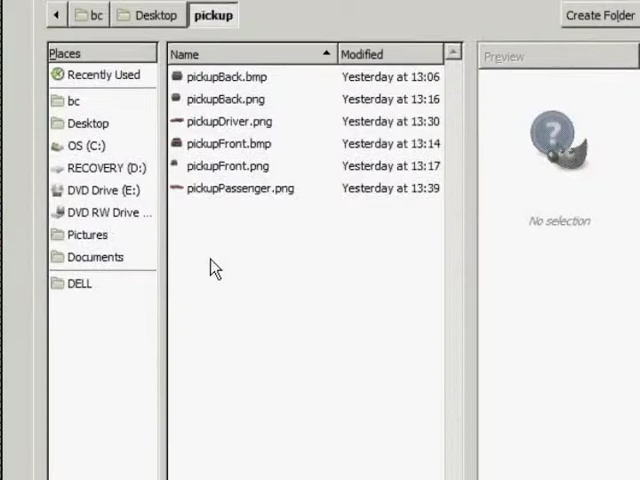 bc Desktop pickup Create Folder
Places
Recently Used
bc
Desktop
OS (C:)
RECOVERY (D:)
DVD Drive (E:)
DVD RW Drive ...
Pictures
Documents
DELL
Name Modified
pickupBack.bmp Yesterday at 13:06
pickupBack.png Yesterday at 13:16
pickupDriver.png Yesterday at 13:30
pickupFront.bmp Yesterday at 13:14
pickupFront.png Yesterday at 13:17
pickupPassenger.png Yesterday at 13:39
Preview
?
No selection